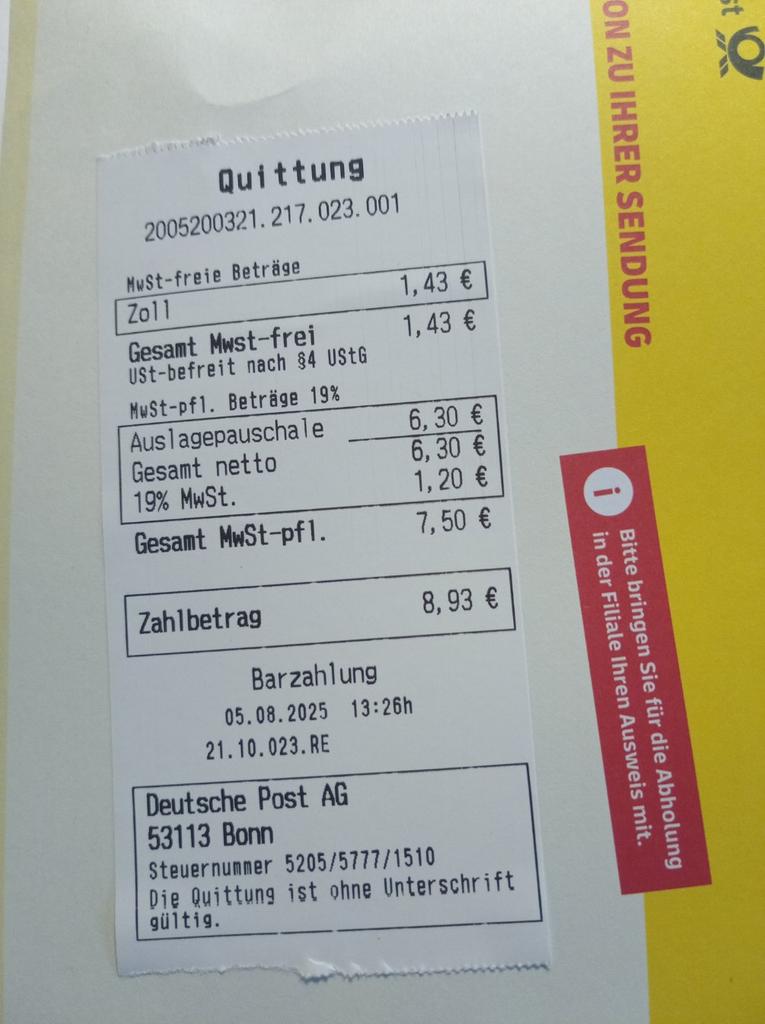 Quittung
2005200321.217.023.001
MwSt-freie Beträge
Zoll 1,43 €
Gesamt Mwst-frei 1,43 €
USt-befreit nach §4 UStG
MwSt-pfl. Beträge 19%
Auslagepauschale 6,30 €
Gesamt netto 6,30 €
19% MwSt. 1,20 €
Gesamt MwSt-pfl. 7,50 €
Zahlbetrag 8,93 €
Barzahlung
05.08.2025 13:26h
21.10.023.RE
Deutsche Post AG
53113 Bonn
Steuernummer 5205/5777/1510
Die Quittung ist ohne Unterschrift
gültig.
ON ZU IHRER SENDUNG
st
i
Bitte bringen Sie für die Abholung
in der Filiale Ihren Ausweis mit.